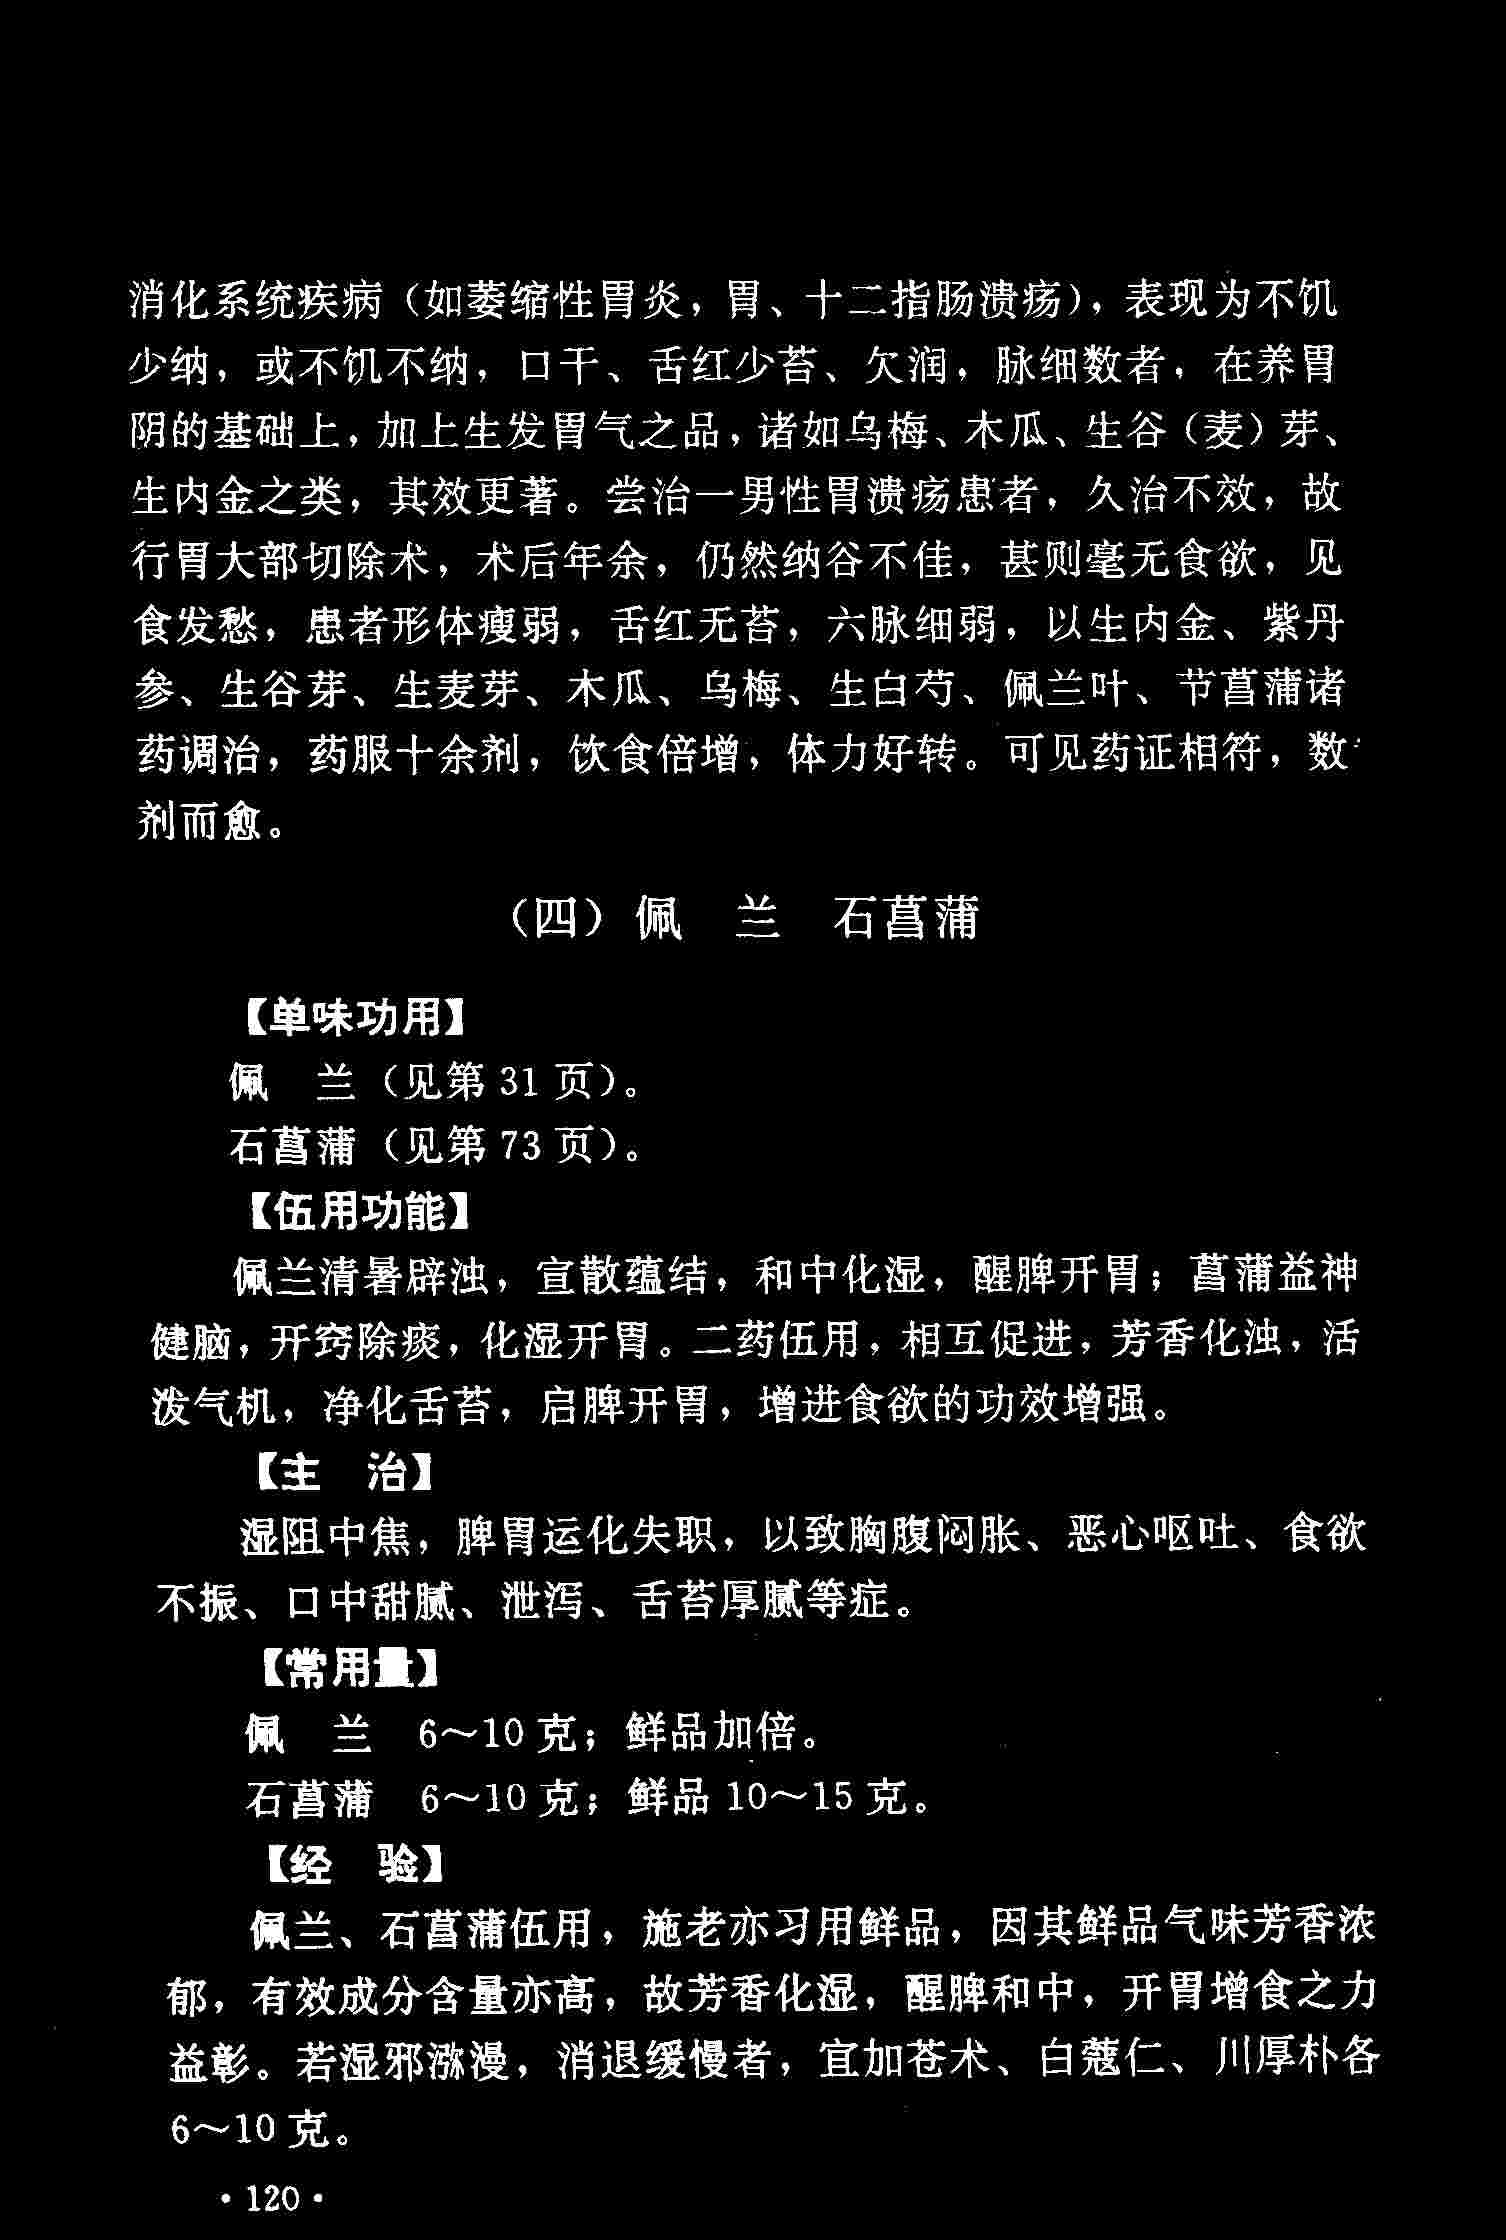 消化系统疾病（如萎缩性胃炎，胃、十二指肠溃疡），表现为不饥
少纳，或不饥不纳，口干、舌红少苔、欠润，脉细数者，在养胃
阴的基础上，加上生发胃气之品，诸如乌梅、木瓜、生谷（麦）芽、
生内金之类，其效更著。尝治一男性胃溃疡患者，久治不效，故
行胃大部切除术，术后年余，仍然纳谷不佳，甚则毫无食欲，见
食发愁，患者形体瘦弱，舌红无苔，六脉细弱，以生内金、紫丹
参、生谷芽、生麦芽、木瓜、乌梅、生白芍、佩兰叶、节菖蒲诸
药调治，药服十余剂，饮食倍增，体力好转。可见药证相符，数
剂而愈。
（四）佩　兰　石菖蒲
【单味功用】
佩　兰（见第 31 页）。
石菖蒲（见第 73 页）。
【伍用功能】
佩兰清暑辟浊，宣散蕴结，和中化湿，醒脾开胃；菖蒲益神
健脑，开窍除痰，化湿开胃。二药伍用，相互促进，芳香化浊，活
泼气机，净化舌苔，启脾开胃，增进食欲的功效增强。
【主　治】
湿阻中焦，脾胃运化失职，以致胸腹闷胀、恶心呕吐、食欲
不振、口中甜腻、泄泻、舌苔厚腻等症。
【常用量】
佩　兰　6～10 克；鲜品加倍。
石菖蒲　6～10 克；鲜品 10～15 克。
【经　验】
佩兰、石菖蒲伍用，施老亦习用鲜品，因其鲜品气味芳香浓
郁，有效成分含量亦高，故芳香化湿，醒脾和中，开胃增食之力
益彰。若湿邪㳽漫，消退缓慢者，宜加苍术、白蔻仁、川厚朴各
6～10 克。
· 120 ·